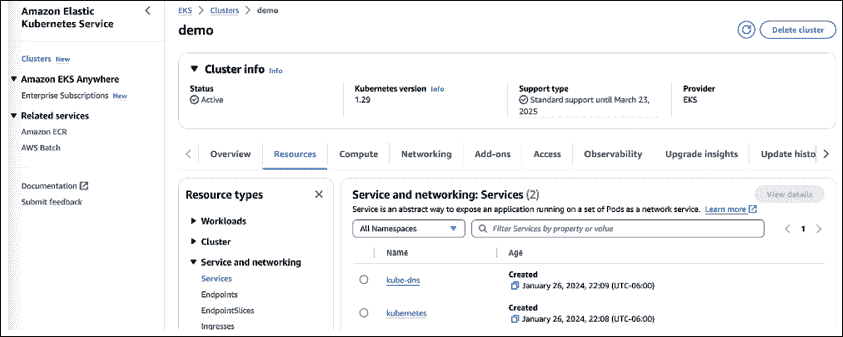 Amazon Elastic
Kubernetes Service
Clusters New
Amazon EKS Anywhere
Enterprise Subscriptions New
Related services
Amazon ECR
AWS Batch
Documentation
Submit feedback
EKS > Clusters > demo
demo
Delete cluster
Cluster info Info
Status
Active
Kubernetes version Info
1.29
Support type
Standard support until March 23,
2025
Provider
EKS
Overview Resources Compute Networking Add-ons Access Observability Upgrade insights Update histo
Resource types
Workloads
Cluster
Service and networking
Services
Endpoints
EndpointSlices
Ingresses
Service and networking: Services (2)
View details
Service is an abstract way to expose an application running on a set of Pods as a network service. Learn more
All Namespaces
Filter Services by property or value
1
Name Age
kube-dns
Created
January 26, 2024, 22:09 (UTC-06:00)
kubernetes
Created
January 26, 2024, 22:08 (UTC-06:00)